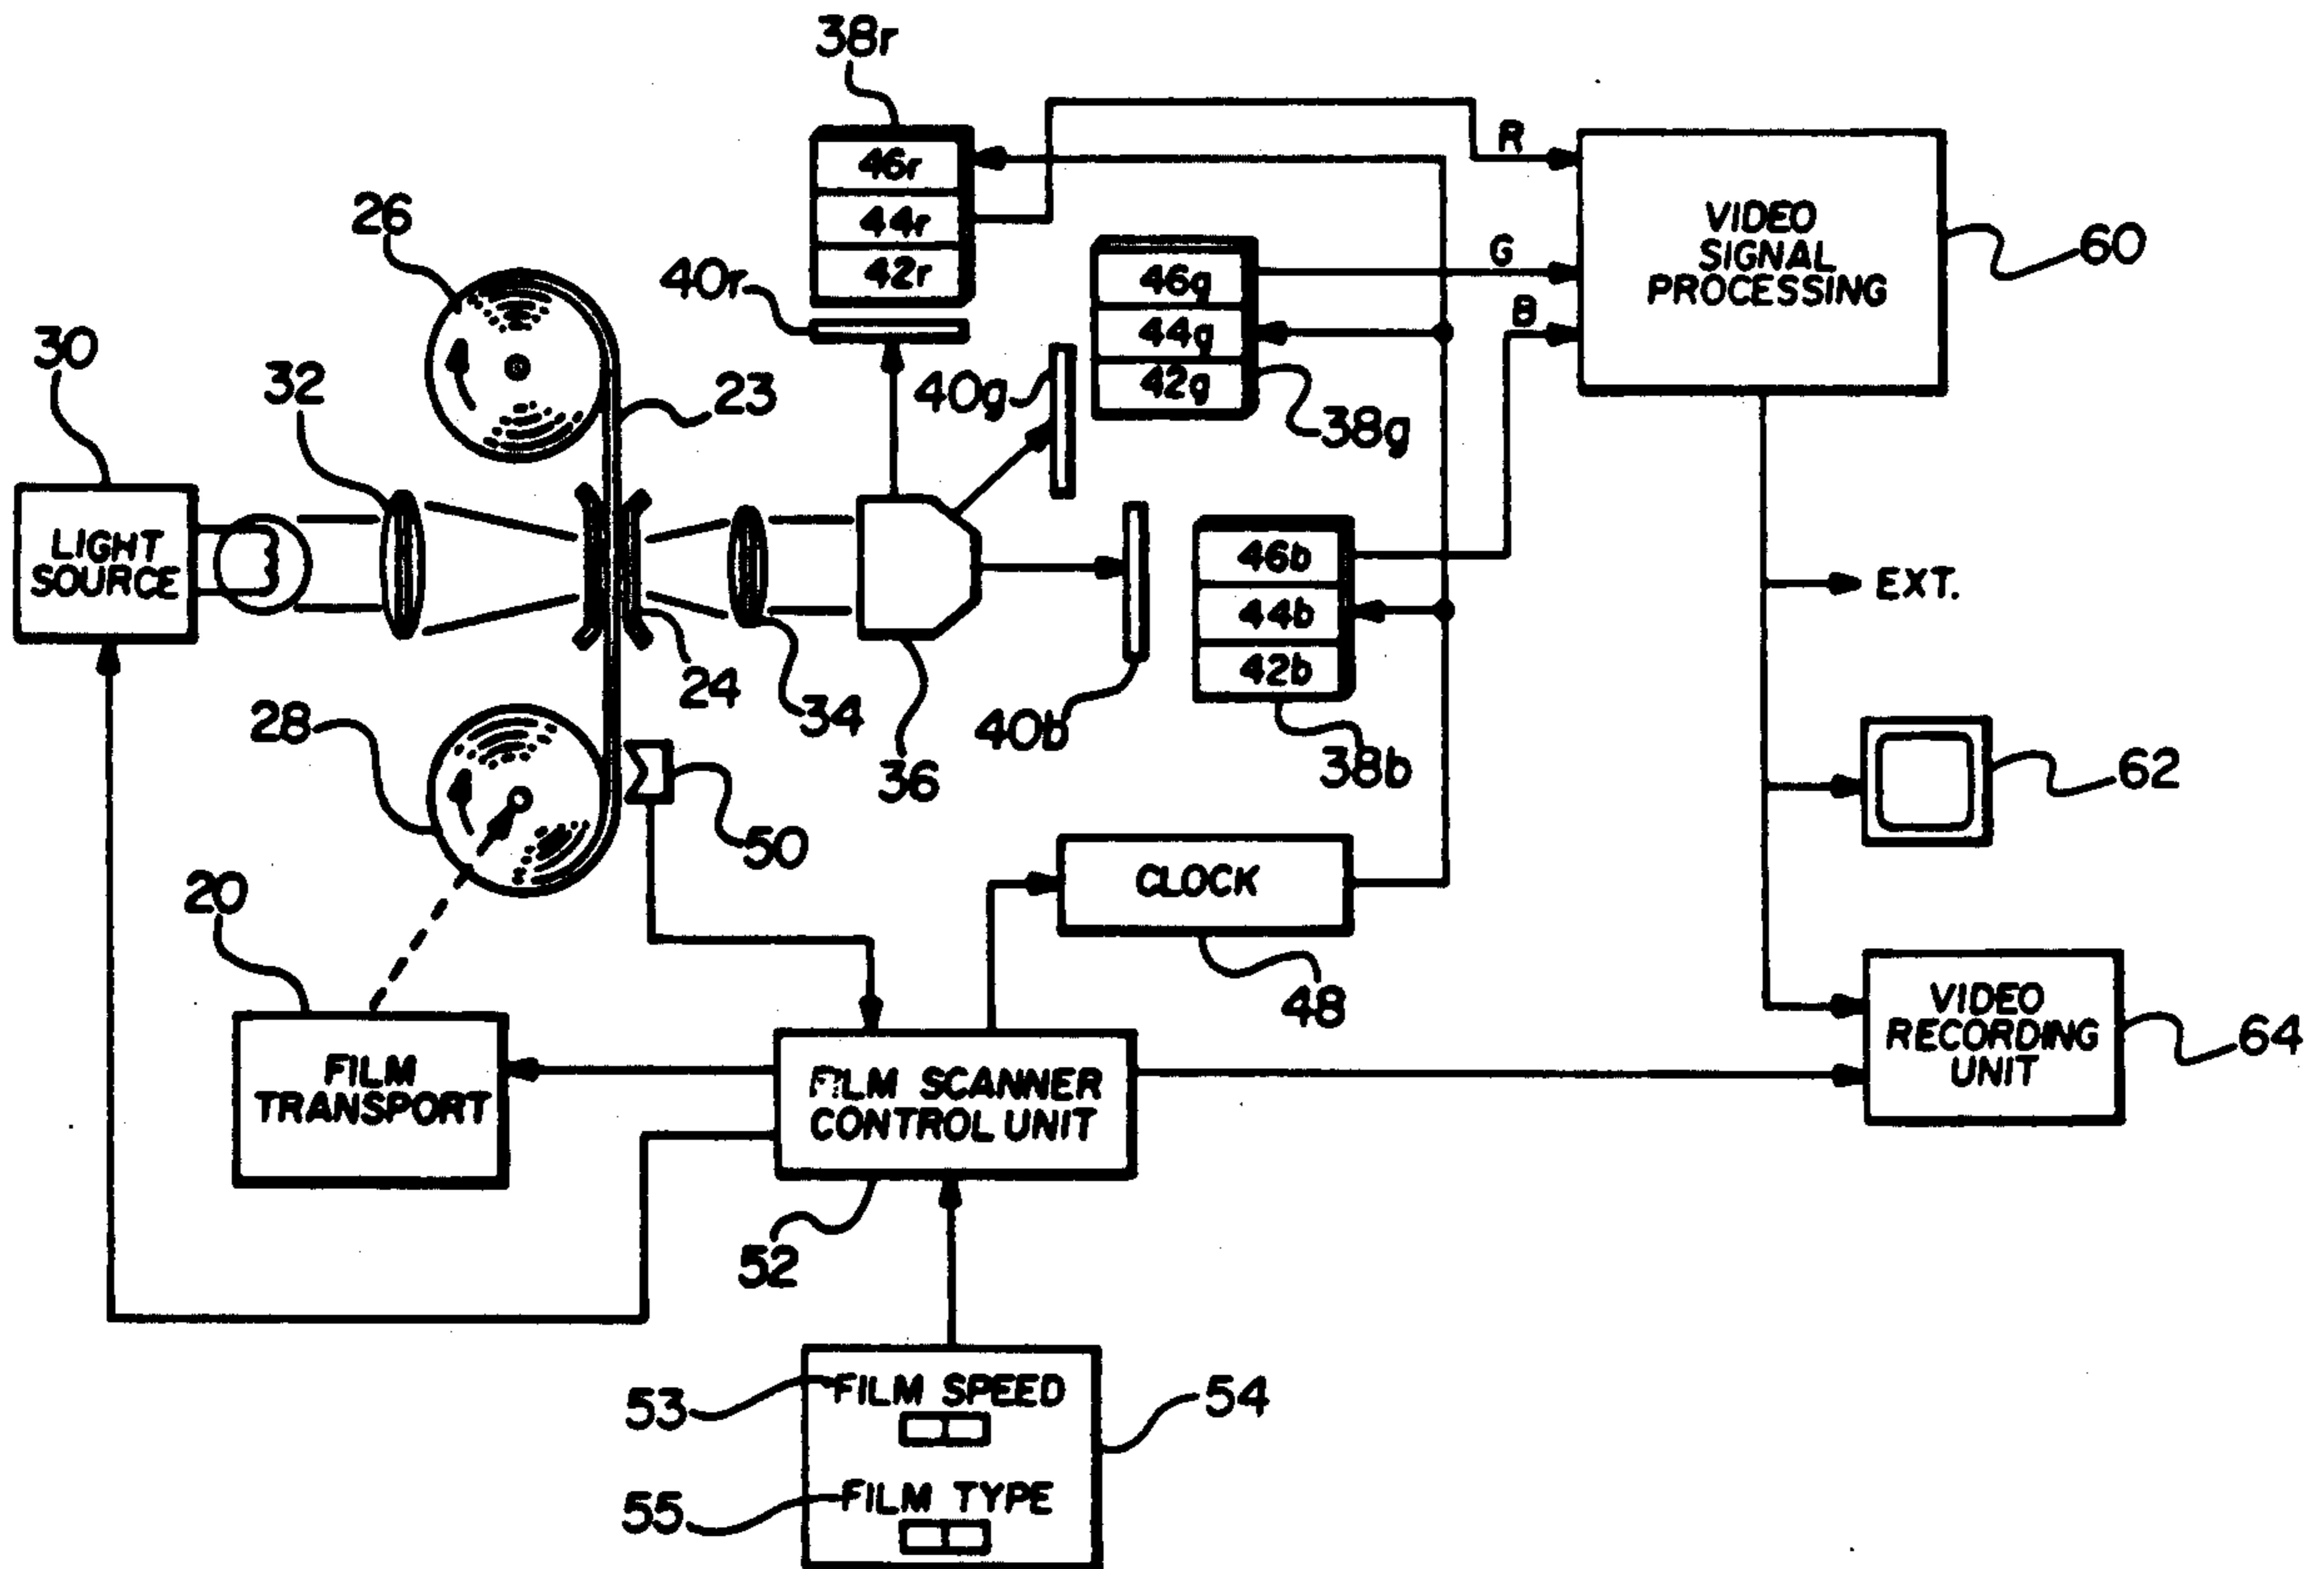 38r
46r
44r
42r
40r
R
VIDEO
SIGNAL
PROCESSING
60
26
46g
44g
42g
G
B
30
32
23
40g
38g
LIGHT
SOURCE
46b
44b
42b
EXT.
24
34
28
40b
36
38b
62
50
CLOCK
20
48
VIDEO
RECORDING
UNIT
64
FILM
TRANSPORT
FILM SCANNER
CONTROL UNIT
52
53
FILM SPEED
54
55
FILM TYPE